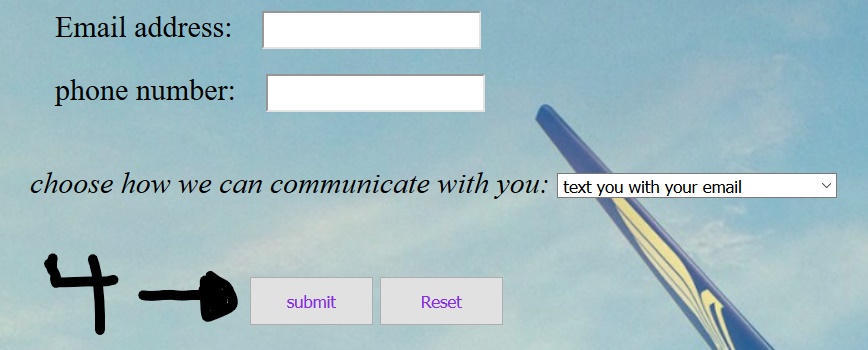 Email address:
phone number:
choose how we can communicate with you: text you with your email
4 submit Reset